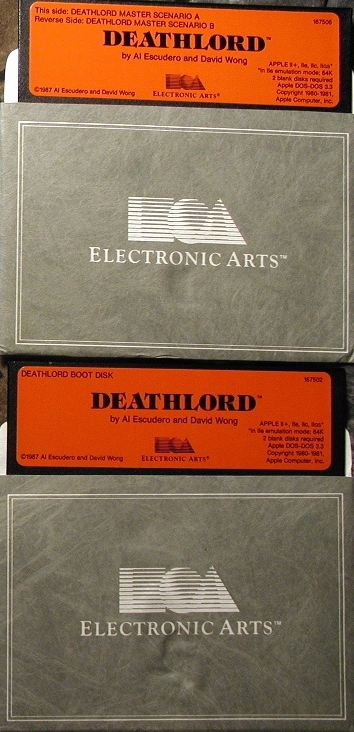 This side: DEATHLORD MASTER SCENARIO A
Reverse Side: DEATHLORD MASTER SCENARIO B
167506
DEATHLORD™
by Al Escudero and David Wong
©1987 Al Escudero and David Wong
ELECTRONIC ARTS®
APPLE II+, IIe, IIc, IIGS*
*in IIe emulation mode; 64K
2 blank disks required
Apple DOS-DOS 3.3
Copyright 1980-1981,
Apple Computer, Inc.
ELECTRONIC ARTS™
DEATHLORD BOOT DISK
167502
DEATHLORD™
by Al Escudero and David Wong
©1987 Al Escudero and David Wong
ELECTRONIC ARTS®
APPLE II+, IIe, IIc, IIGS*
*in IIe emulation mode; 64K
2 blank disks required
Apple DOS-DOS 3.3
Copyright 1980-1981,
Apple Computer, Inc.
ELECTRONIC ARTS™